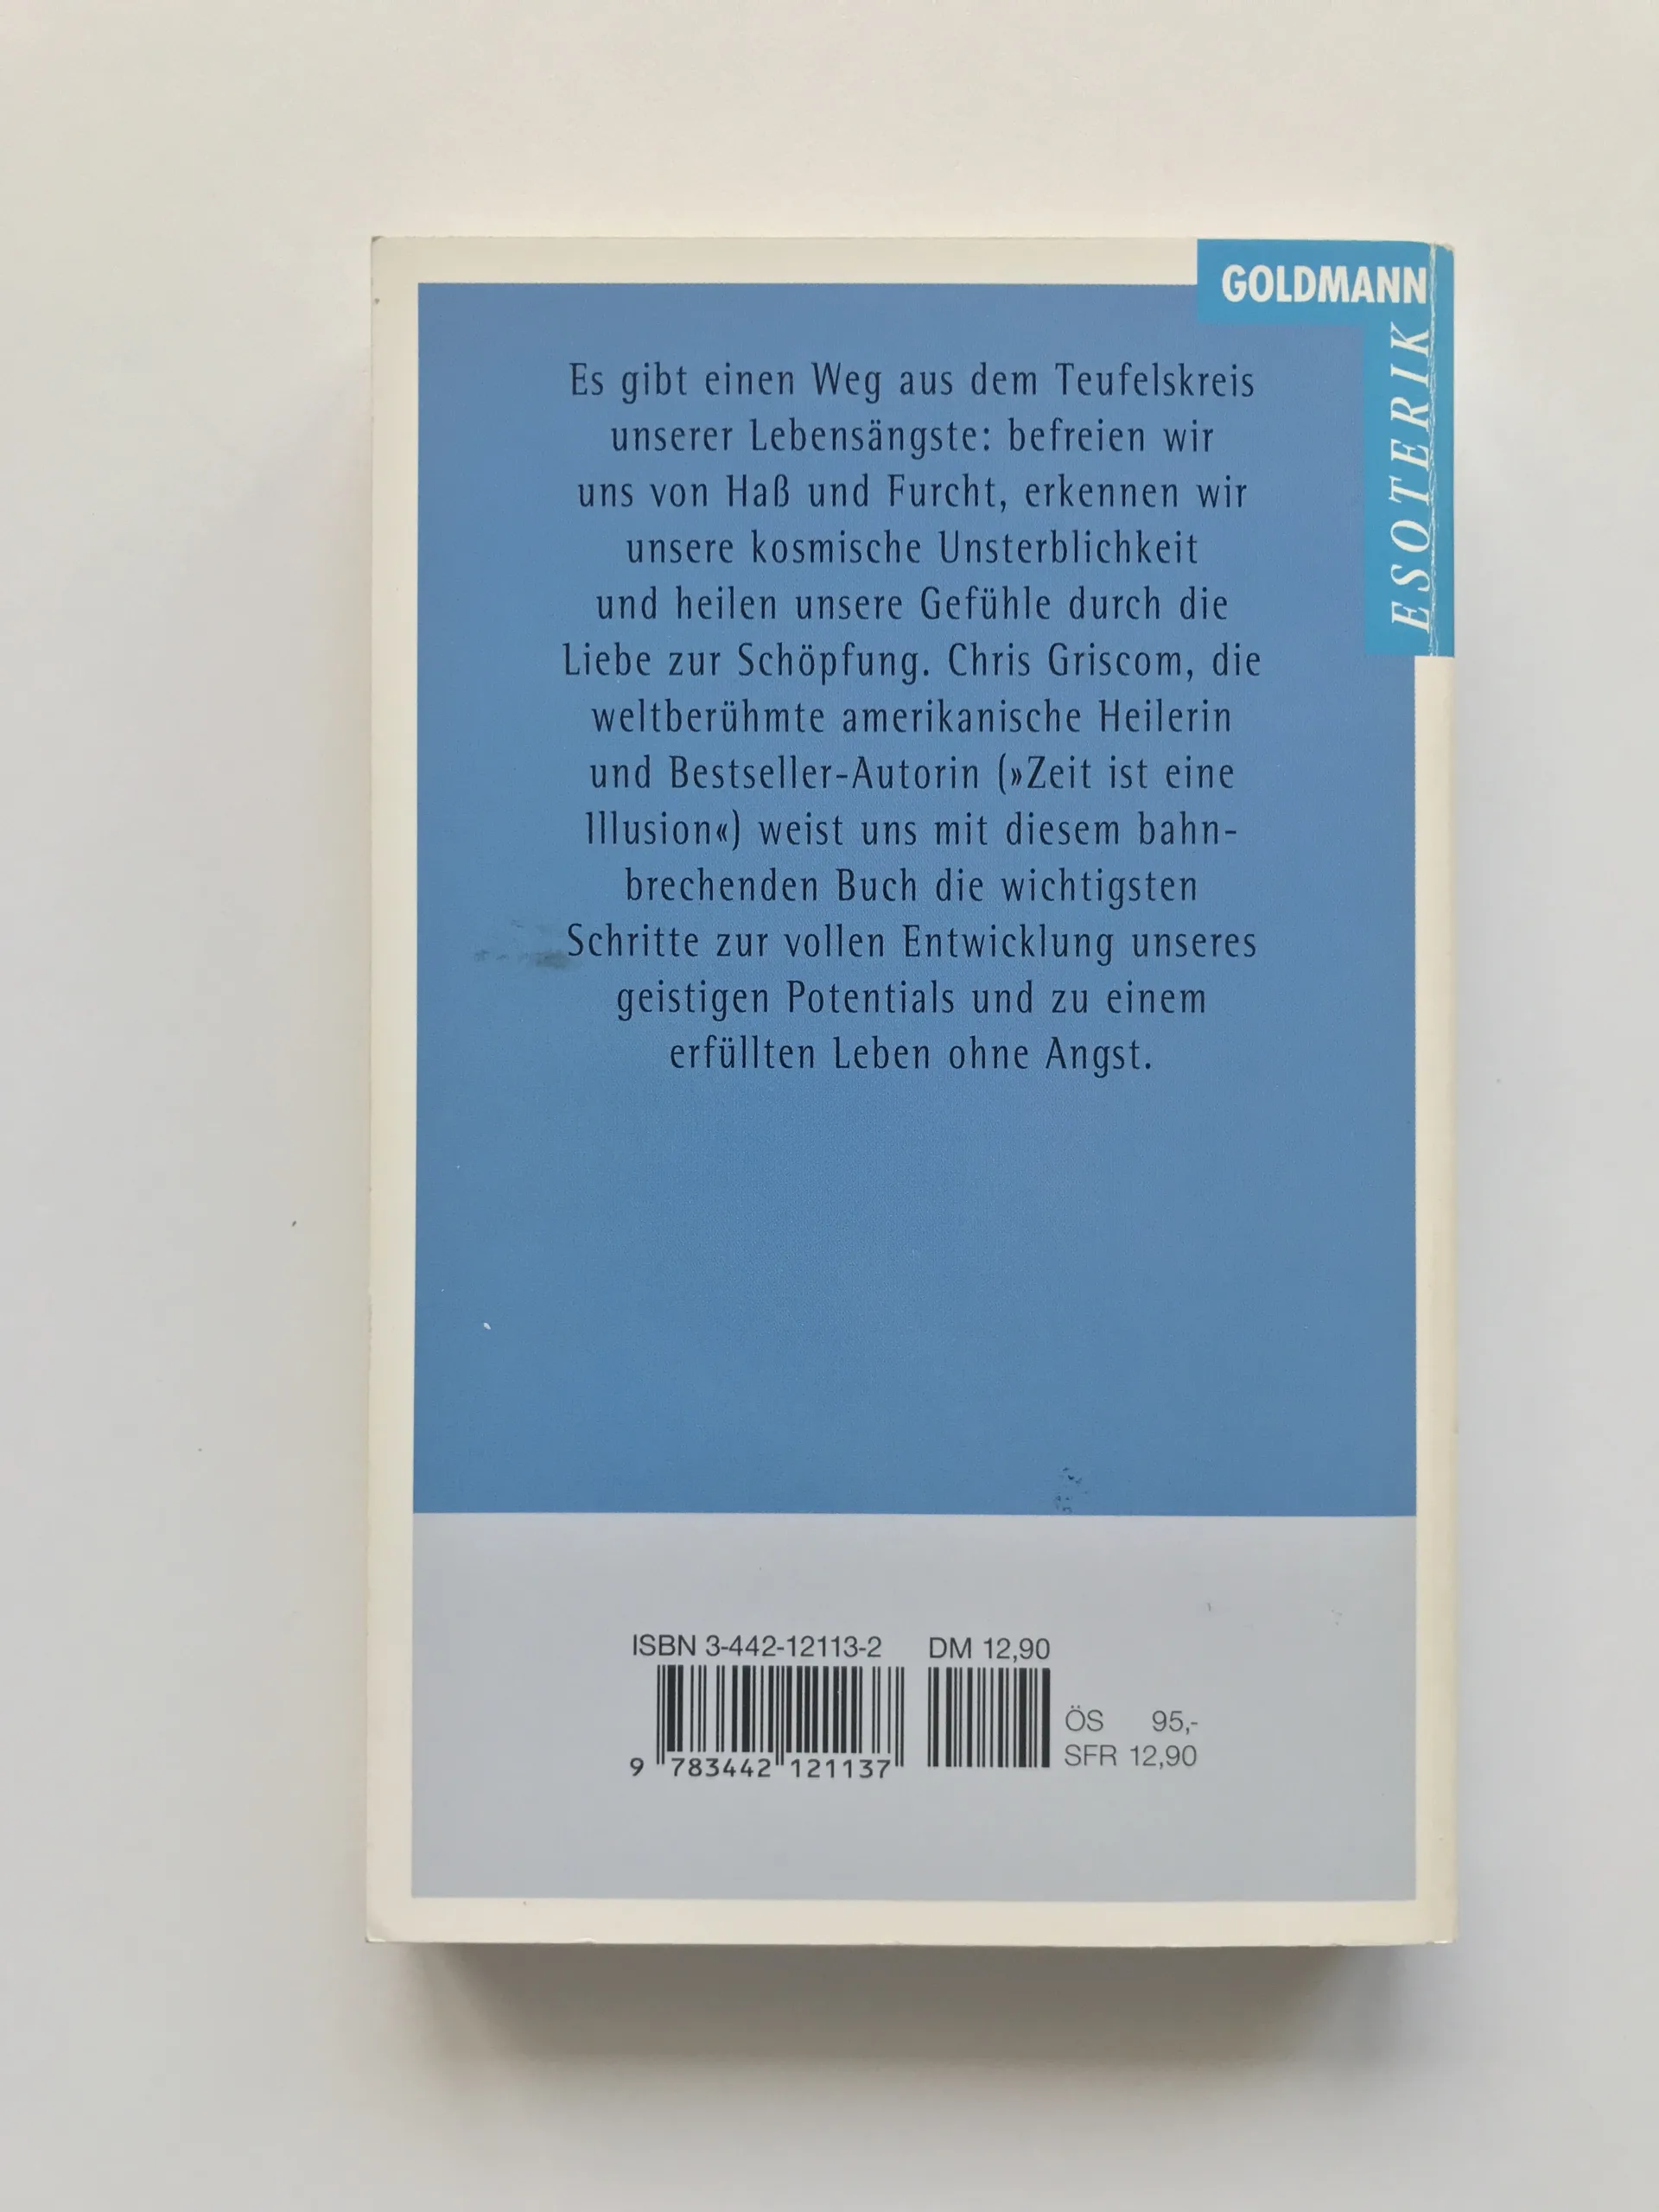 GOLDMANN
ESOTERIK
Es gibt einen Weg aus dem Teufelskreis
unserer Lebensängste: befreien wir
uns von Haß und Furcht, erkennen wir
unsere kosmische Unsterblichkeit
und heilen unsere Gefühle durch die
Liebe zur Schöpfung. Chris Griscom, die
weltberühmte amerikanische Heilerin
und Bestseller-Autorin (»Zeit ist eine
Illusion«) weist uns mit diesem bahn-
brechenden Buch die wichtigsten
Schritte zur vollen Entwicklung unseres
geistigen Potentials und zu einem
erfüllten Leben ohne Angst.
ISBN 3-442-12113-2 DM 12,90
ÖS 95,-
SFR 12,90
9 783442 121137